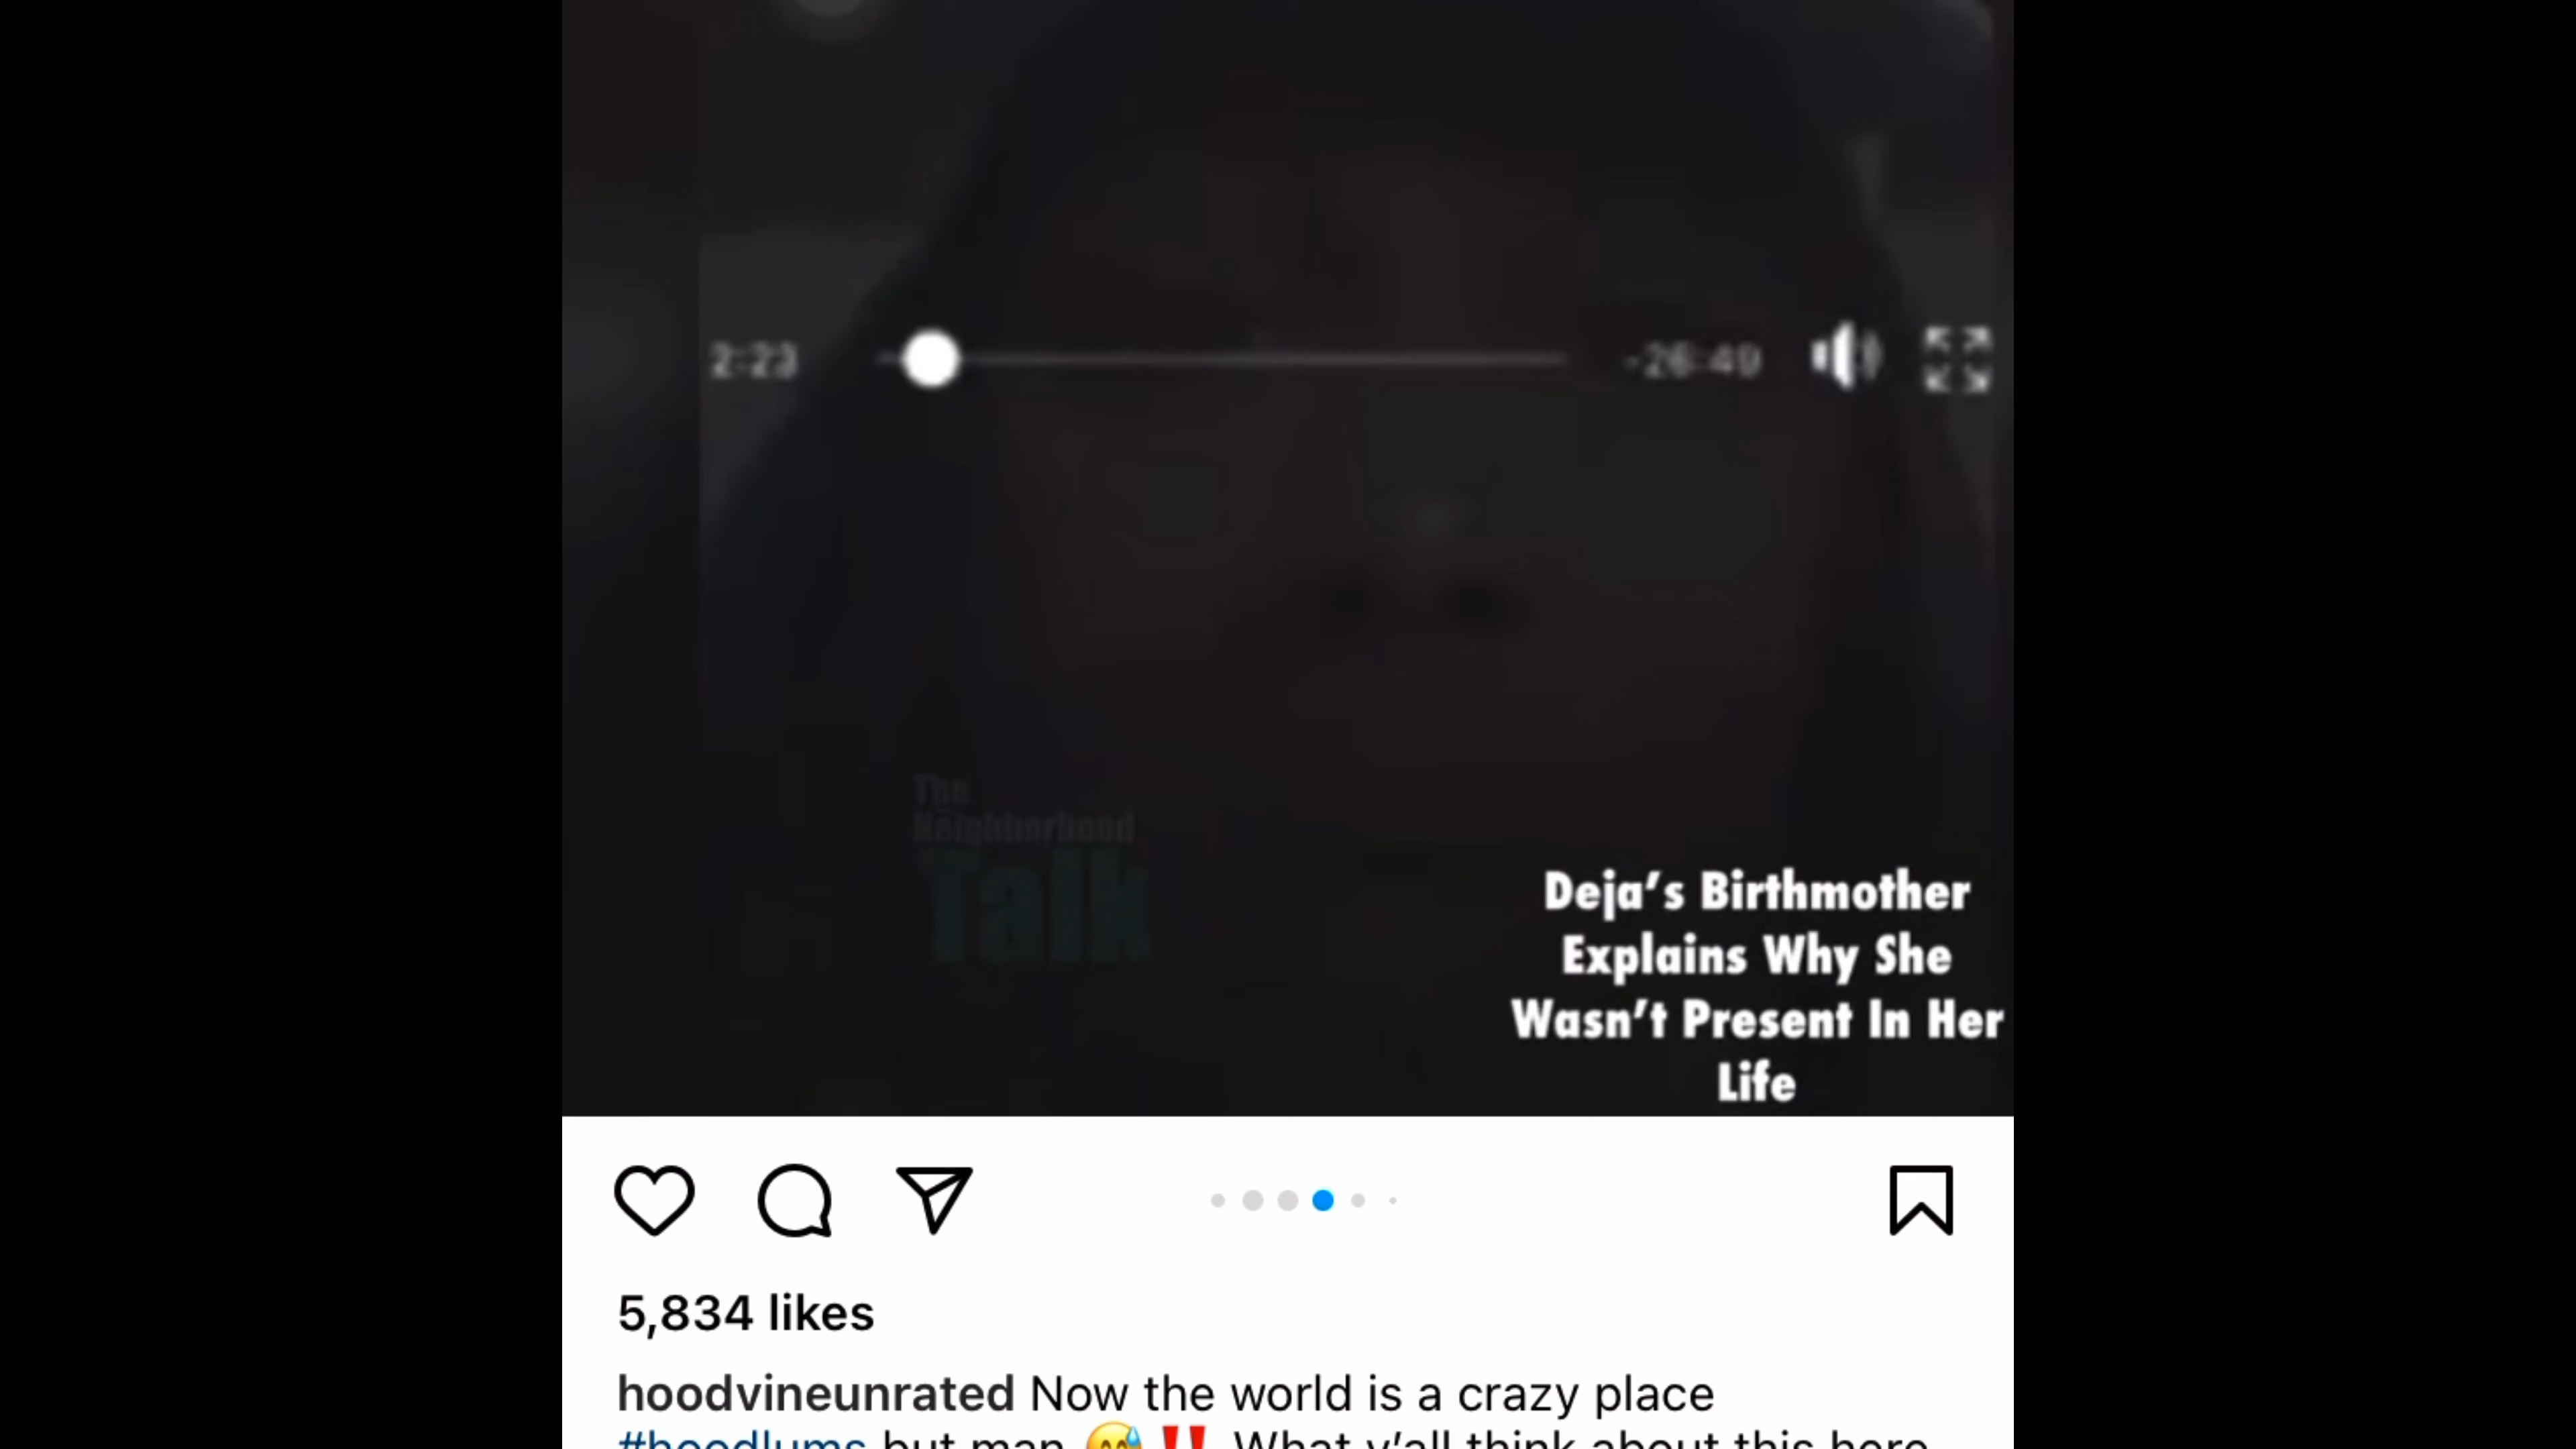 2:23
-26:49
The
Neighborhood
Talk
Deja’s Birthmother
Explains Why She
Wasn’t Present In Her
Life
5,834 likes
hoodvineunrated Now the world is a crazy place
#hoodlums but man 😅‼️ What y’all think about this here